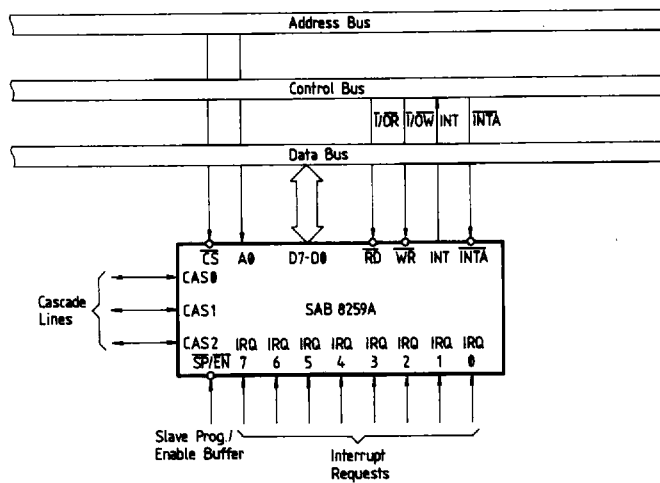 Address Bus
Control Bus
I/OR I/OW INT INTA
Data Bus
CS A0 D7-D0 RD WR INT INTA
CAS0
Cascade
Lines
CAS1
SAB 8259A
CAS2 IRQ IRQ IRQ IRQ IRQ IRQ IRQ IRQ
SP/EN 7 6 5 4 3 2 1 0
Slave Prog./
Enable Buffer
Interrupt
Requests